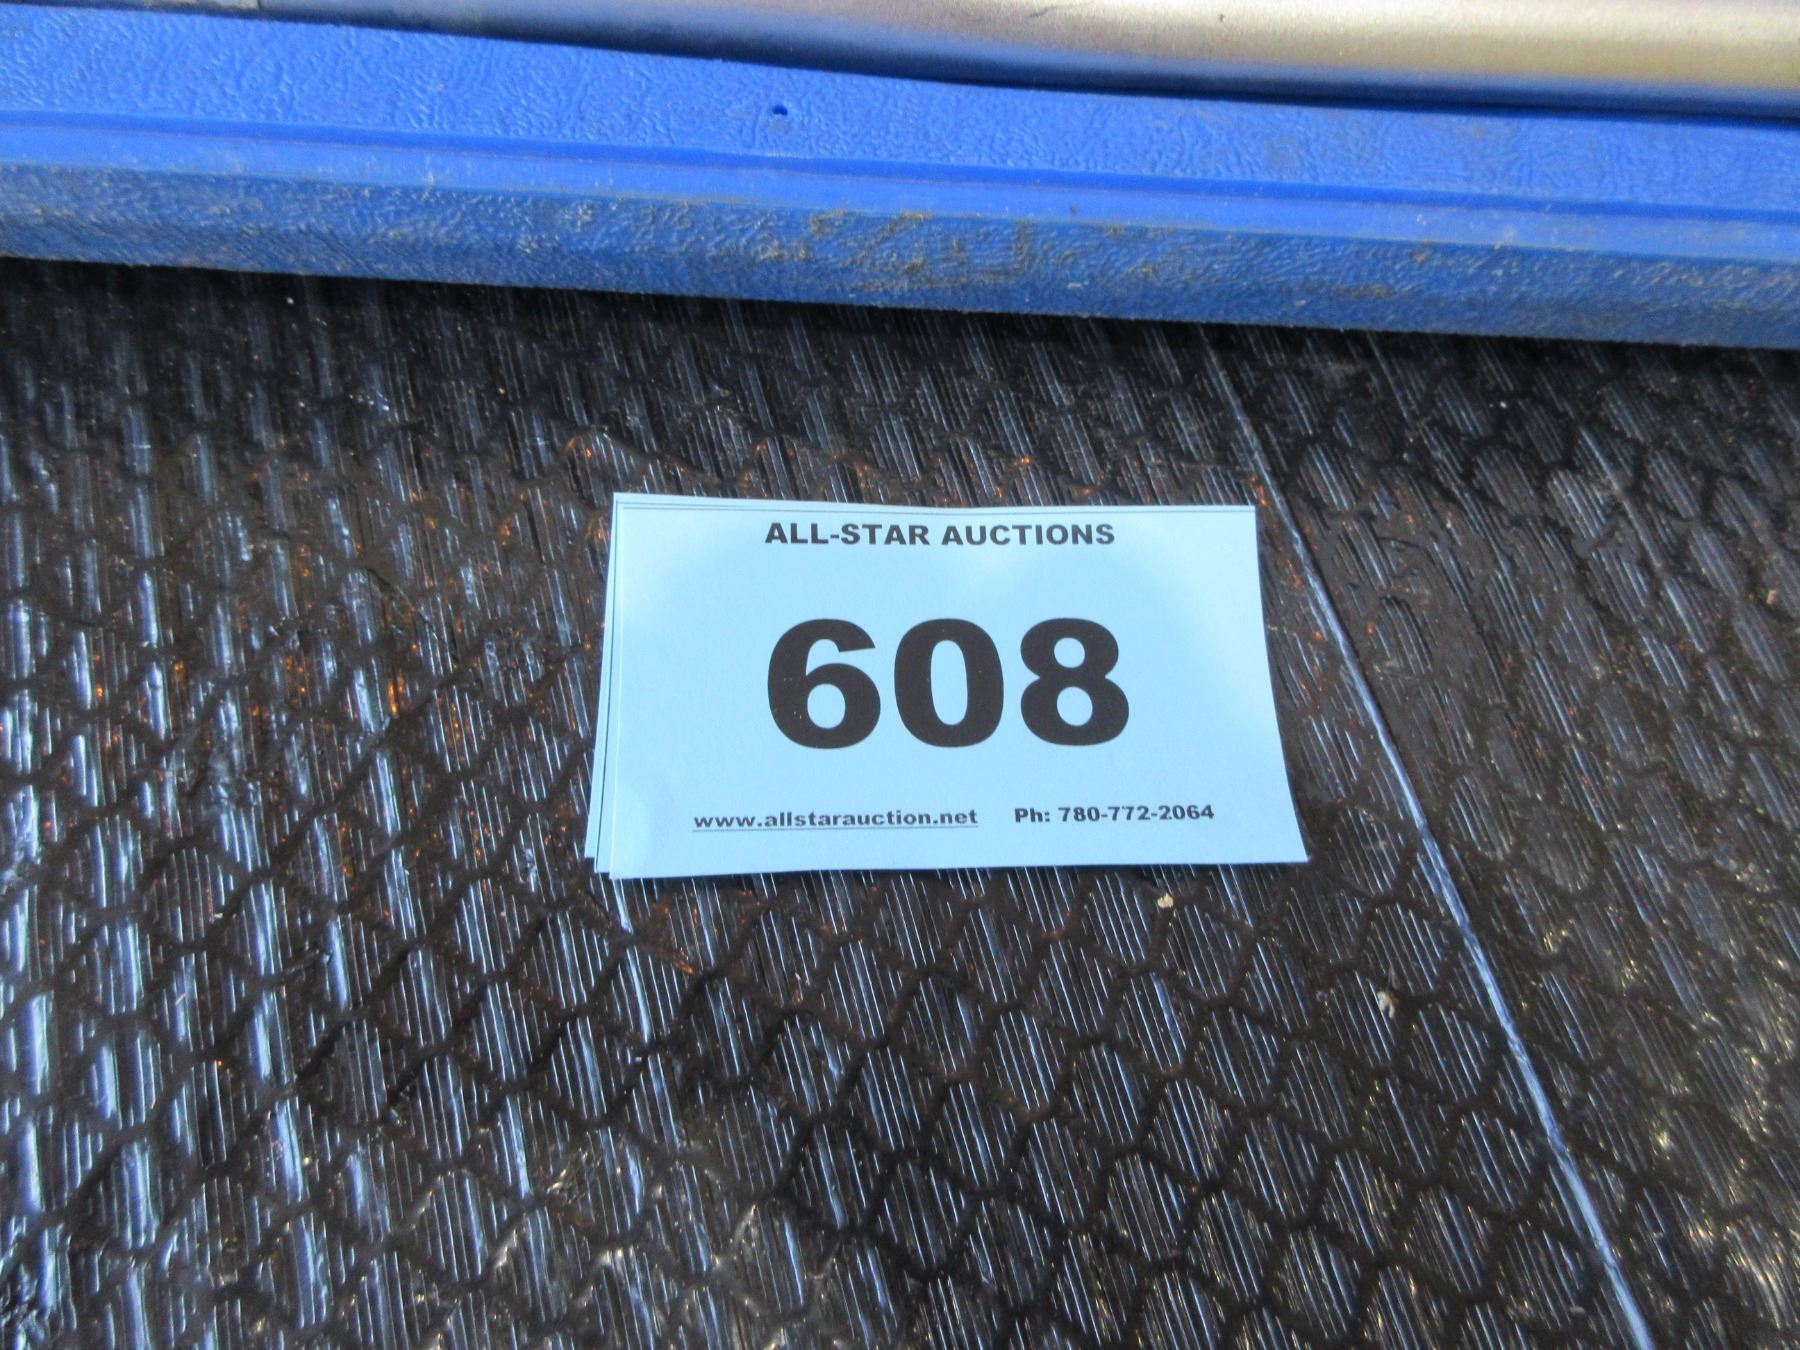 ALL-STAR AUCTIONS
608
www.allstarauction.net Ph: 780-772-2064